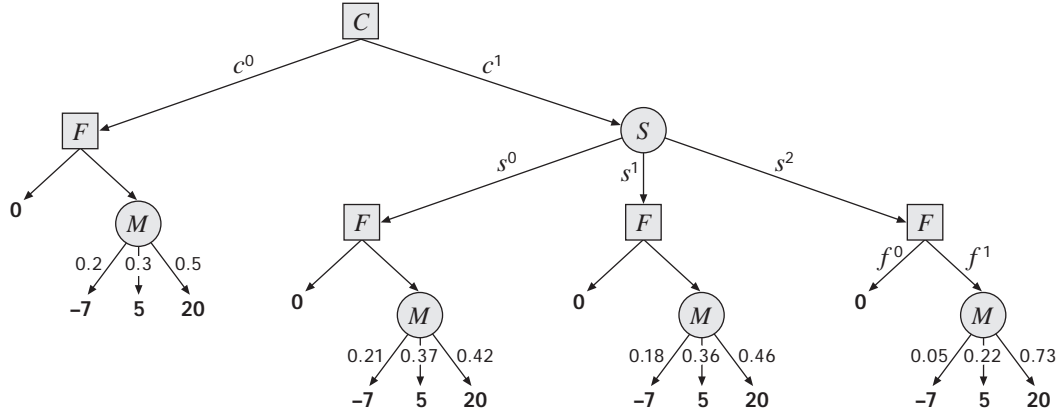 C
c⁰ c¹
F S
s⁰ s¹ s²
0 M F F F
f⁰ f¹
0.2 0.3 0.5
–7 5 20 0 0 0
M M M
0.21 0.37 0.42 0.18 0.36 0.46 0.05 0.22 0.73
–7 5 20 –7 5 20 –7 5 20